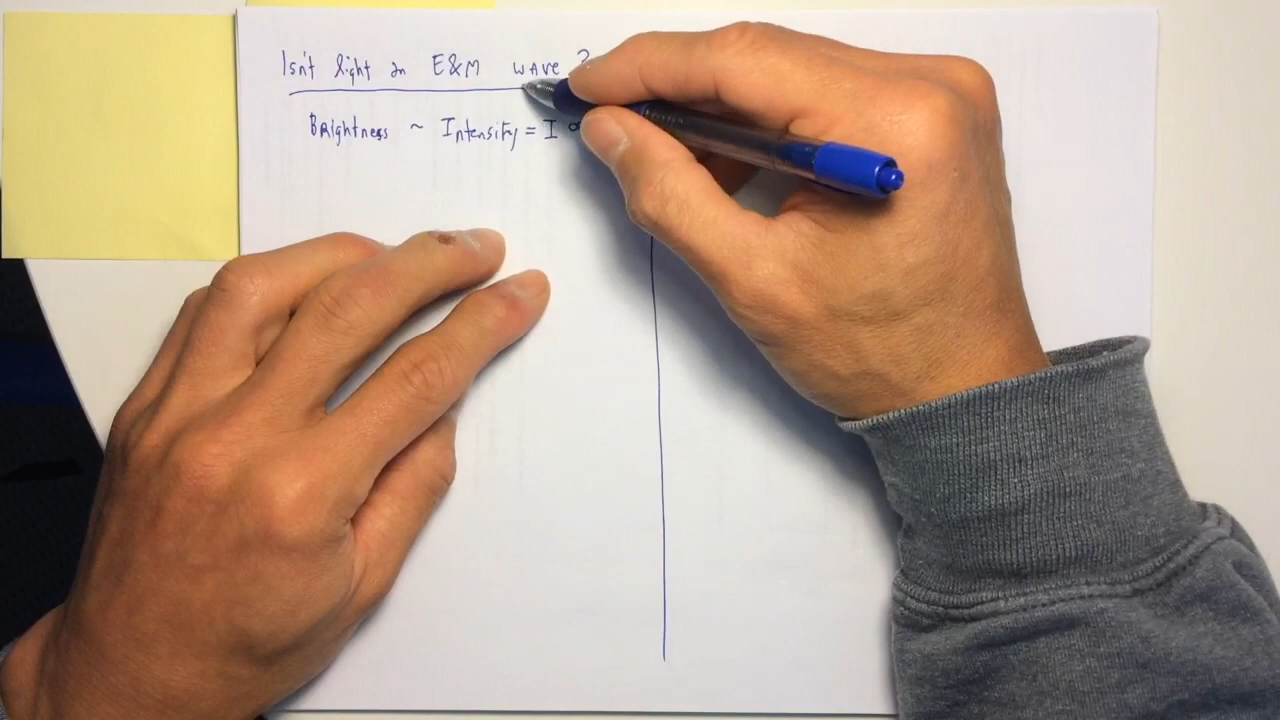 Isn't light an E&M wave ?
Brightness ~ Intensity = I ∝